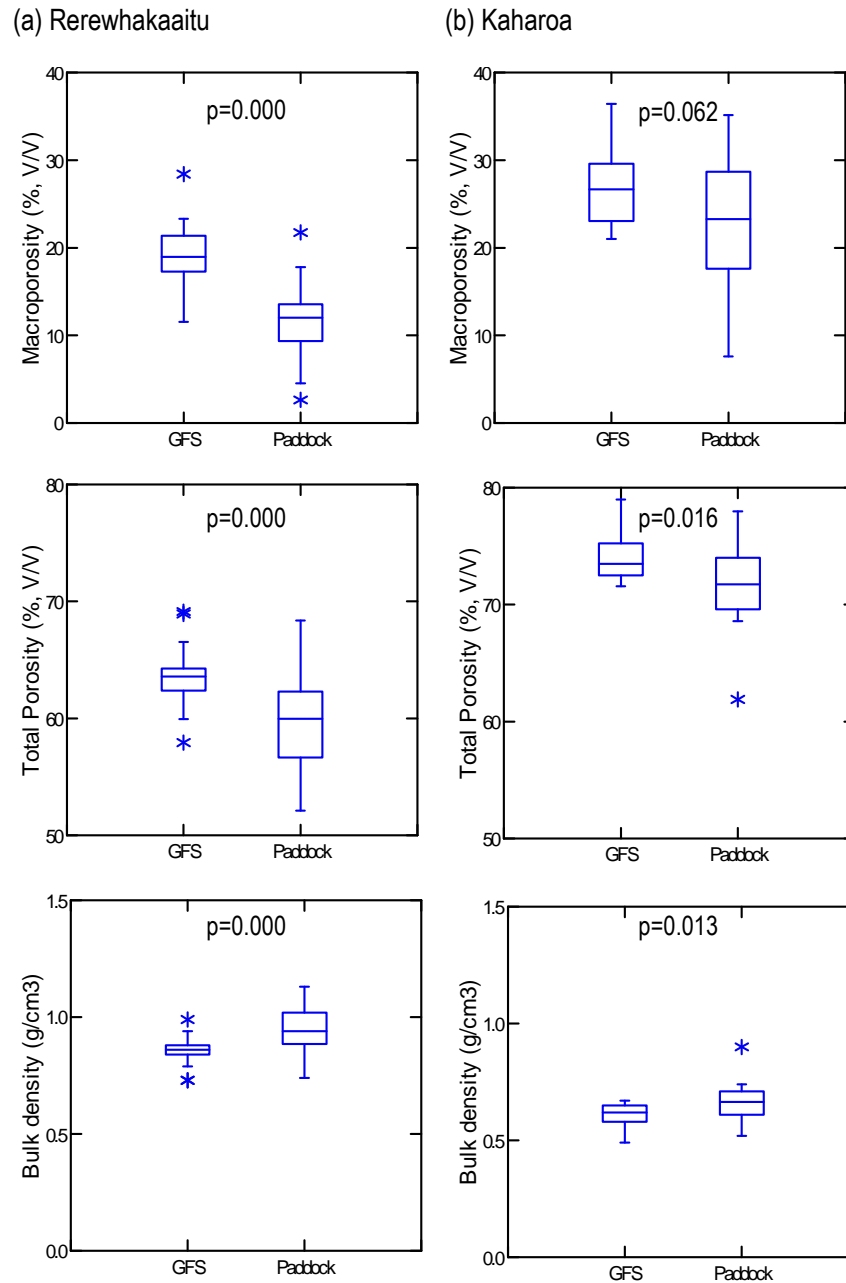 (a) Rerewhakaaitu
(b) Kaharoa
p=0.000
Macroporosity (%, V/V)
40
30
20
10
0
GFS Paddock
p=0.062
Macroporosity (%, V/V)
40
30
20
10
0
GFS Paddock
p=0.000
Total Porosity (%, V/V)
80
70
60
50
GFS Paddock
p=0.016
Total Porosity (%, V/V)
80
70
60
50
GFS Paddock
p=0.000
Bulk density (g/cm3)
1.5
1.0
0.5
0.0
GFS Paddock
p=0.013
Bulk density (g/cm3)
1.5
1.0
0.5
0.0
GFS Paddock